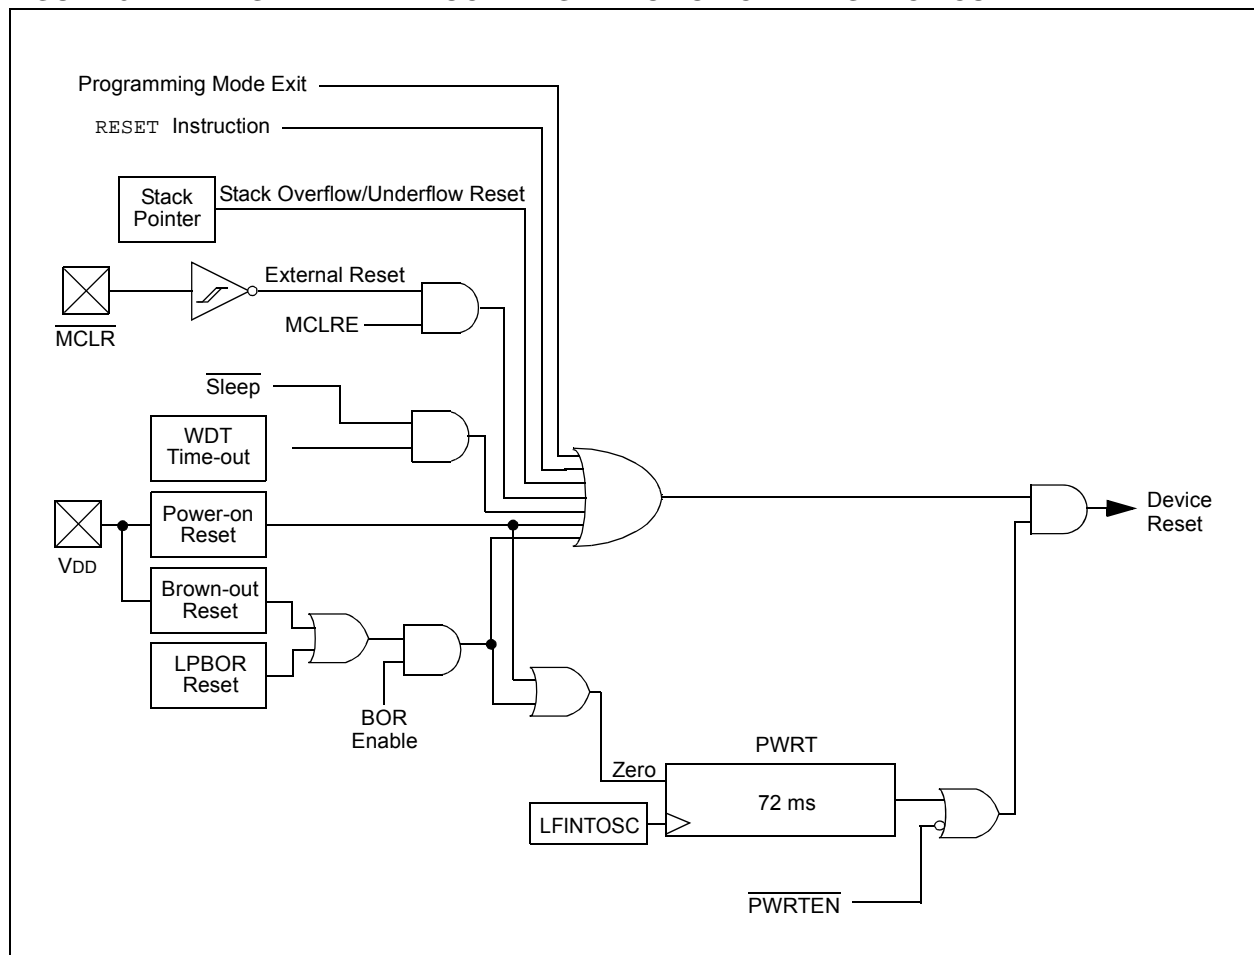 Programming Mode Exit
RESET Instruction
Stack
Pointer
Stack Overflow/Underflow Reset
External Reset
MCLRE
MCLR
Sleep
WDT
Time-out
Power-on
Reset
VDD
Brown-out
Reset
LPBOR
Reset
BOR
Enable
Device
Reset
PWRT
Zero
72 ms
LFINTOSC
PWRTEN